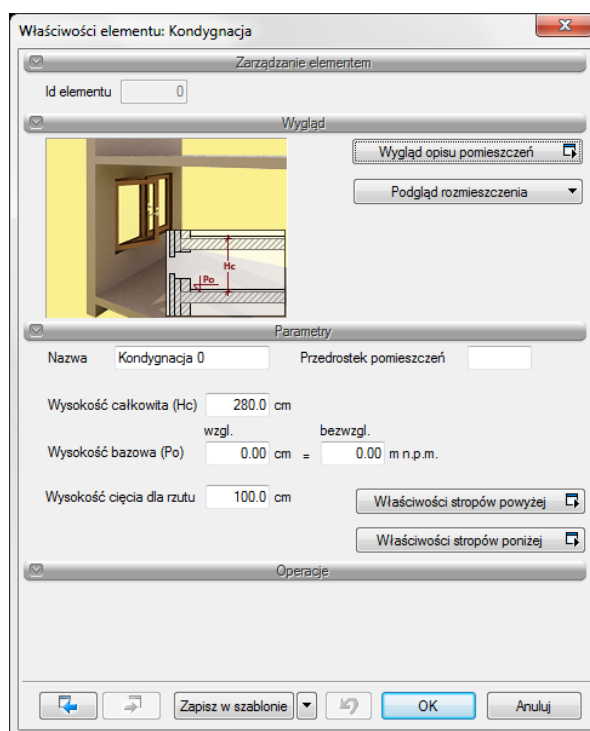 Właściwości elementu: Kondygnacja
Zarządzanie elementem
Id elementu 0
Wygląd
Wygląd opisu pomieszczeń
Podgląd rozmieszczenia
Hc
Po
Parametry
Nazwa Kondygnacja 0 Przedrostek pomieszczeń
Wysokość całkowita (Hc) 280.0 cm
wzgl. bezwzgl.
Wysokość bazowa (Po) 0.00 cm = 0.00 m n.p.m.
Wysokość cięcia dla rzutu 100.0 cm Właściwości stropów powyżej
Właściwości stropów poniżej
Operacje
Zapisz w szablonie OK Anuluj